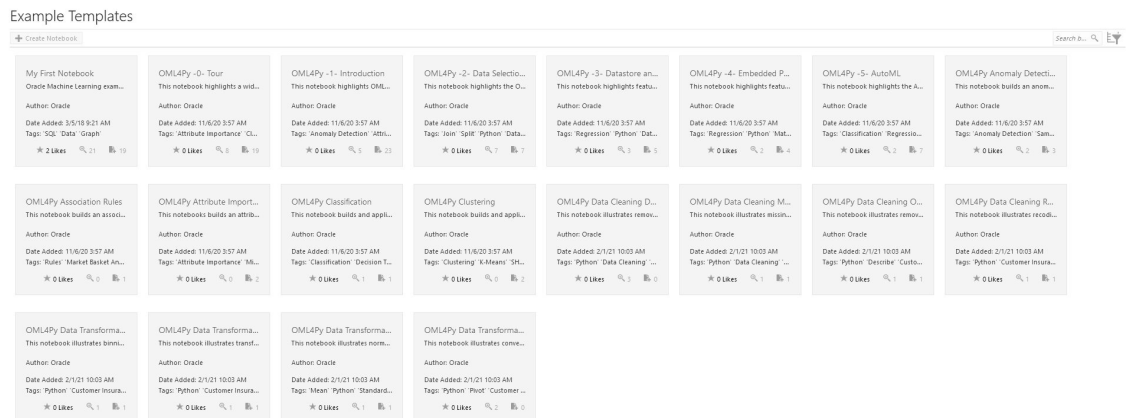 Example Templates
Create Notebook
Search b...
My First Notebook
Oracle Machine Learning exam...
Author: Oracle
Date Added: 3/5/18 9:21 AM
Tags: 'SQL' 'Data' 'Graph'
2 Likes 21 19
OML4Py -0- Tour
This notebook highlights a wid...
Author: Oracle
Date Added: 11/6/20 3:57 AM
Tags: 'Attribute Importance' 'Cl...
0 Likes 8 19
OML4Py -1- Introduction
This notebook highlights OML...
Author: Oracle
Date Added: 11/6/20 3:57 AM
Tags: 'Anomaly Detection' 'Attri...
0 Likes 5 22
OML4Py -2- Data Selectio...
This notebook highlights the O...
Author: Oracle
Date Added: 11/6/20 3:57 AM
Tags: 'Join' 'Split' 'Python' 'Data...
0 Likes 7 7
OML4Py -3- Datastore an...
This notebook highlights featu...
Author: Oracle
Date Added: 11/6/20 3:57 AM
Tags: 'Regression' 'Python' 'Dat...
0 Likes 3 5
OML4Py -4- Embedded P...
This notebook highlights featu...
Author: Oracle
Date Added: 11/6/20 3:57 AM
Tags: 'Regression' 'Python' 'Mat...
0 Likes 2 4
OML4Py -5- AutoML
This notebook highlights the A...
Author: Oracle
Date Added: 11/6/20 3:57 AM
Tags: 'Classification' 'Regressio...
0 Likes 2 7
OML4Py Anomaly Detecti...
This notebook builds an anom...
Author: Oracle
Date Added: 11/6/20 3:57 AM
Tags: 'Anomaly Detection' 'Sam...
0 Likes 2 3
OML4Py Association Rules
This notebook builds an associ...
Author: Oracle
Date Added: 11/6/20 3:57 AM
Tags: 'Rules' 'Market Basket An...
0 Likes 0 1
OML4Py Attribute Import...
This notebooks builds an attrib...
Author: Oracle
Date Added: 11/6/20 3:57 AM
Tags: 'Attribute Importance' 'Mi...
0 Likes 0 2
OML4Py Classification
This notebook builds and appli...
Author: Oracle
Date Added: 11/6/20 3:57 AM
Tags: 'Classification' 'Decision T...
0 Likes 1 1
OML4Py Clustering
This notebook builds and appli...
Author: Oracle
Date Added: 11/6/20 3:57 AM
Tags: 'Clustering' 'K-Means' 'SH...
0 Likes 0 2
OML4Py Data Cleaning D...
This notebook illustrates remov...
Author: Oracle
Date Added: 2/1/21 10:03 AM
Tags: 'Python' 'Data Cleaning' '...
0 Likes 3 0
OML4Py Data Cleaning M...
This notebook illustrates missin...
Author: Oracle
Date Added: 2/1/21 10:03 AM
Tags: 'Python' 'Data Cleaning' '...
0 Likes 1 1
OML4Py Data Cleaning O...
This notebook illustrates remov...
Author: Oracle
Date Added: 2/1/21 10:03 AM
Tags: 'Python' 'Describe' 'Custo...
0 Likes 1 1
OML4Py Data Cleaning R...
This notebook illustrates recodi...
Author: Oracle
Date Added: 2/1/21 10:03 AM
Tags: 'Python' 'Customer Insura...
0 Likes 1 1
OML4Py Data Transforma...
This notebook illustrates binni...
Author: Oracle
Date Added: 2/1/21 10:03 AM
Tags: 'Python' 'Customer Insura...
0 Likes 1 1
OML4Py Data Transforma...
This notebook illustrates transf...
Author: Oracle
Date Added: 2/1/21 10:03 AM
Tags: 'Python' 'Customer Insura...
0 Likes 1 1
OML4Py Data Transforma...
This notebook illustrates norm...
Author: Oracle
Date Added: 2/1/21 10:03 AM
Tags: 'Mean' 'Python' 'Standard...
0 Likes 1 1
OML4Py Data Transforma...
This notebook illustrates conve...
Author: Oracle
Date Added: 2/1/21 10:03 AM
Tags: 'Python' 'Pivot' 'Customer ...
0 Likes 2 0